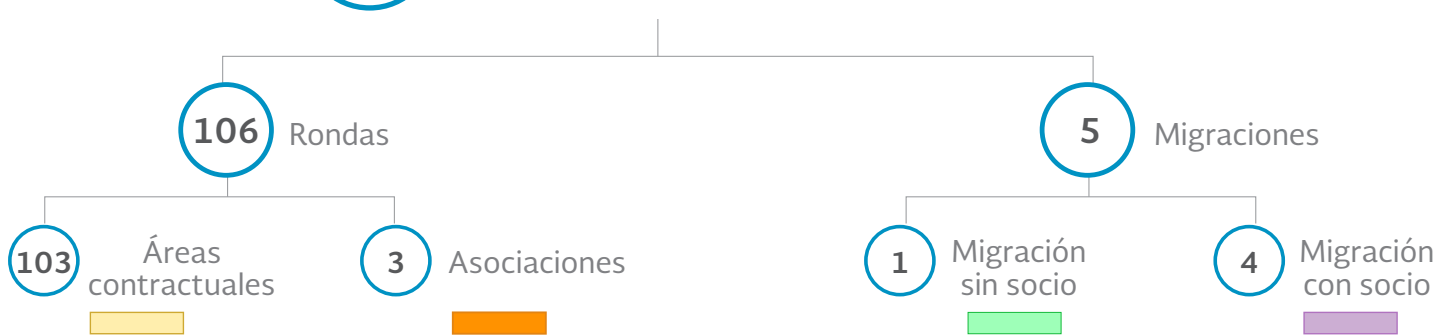 106 Rondas
5 Migraciones
103 Áreas
contractuales
3 Asociaciones
1 Migración
sin socio
4 Migración
con socio